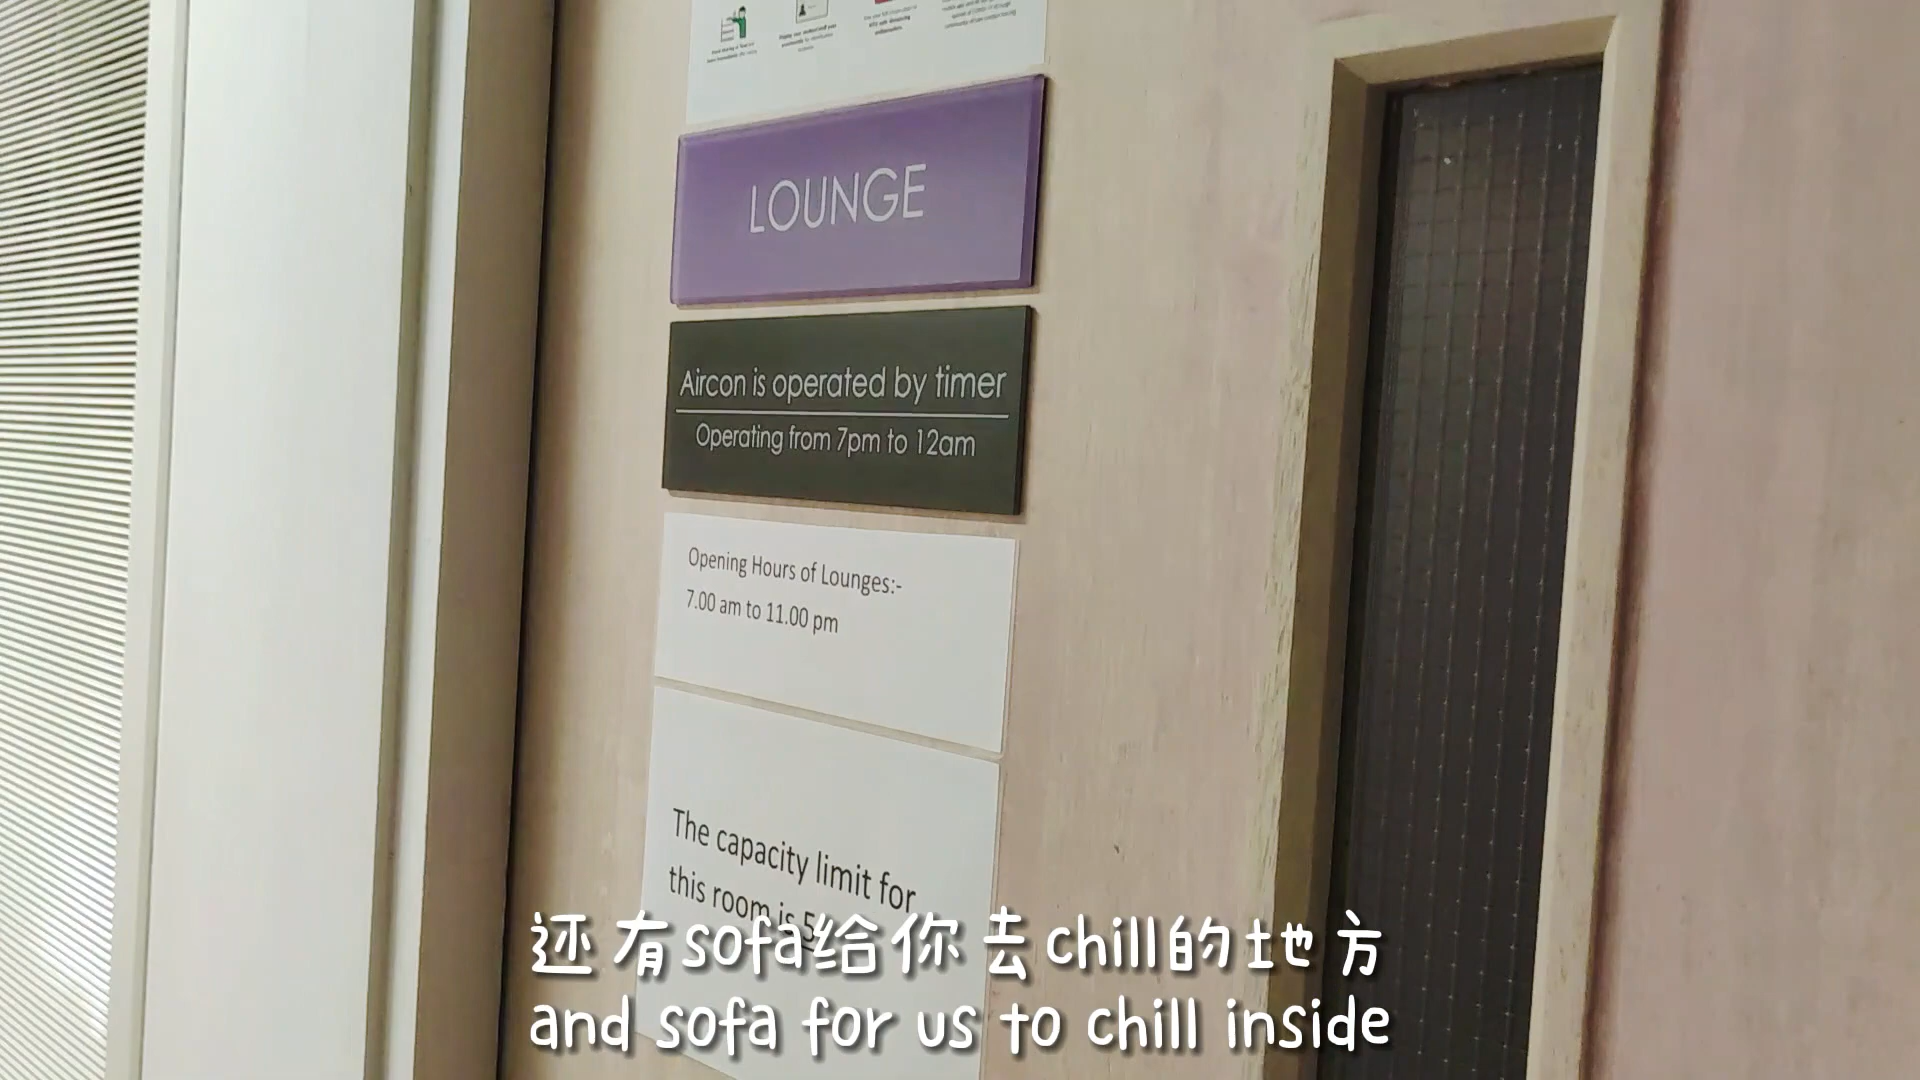 LOUNGE
Aircon is operated by timer
Operating from 7pm to 12am
Opening Hours of Lounges:-
7.00 am to 11.00 pm
The capacity limit for
this room is 5
还有sofa给你去chill的地方
and sofa for us to chill inside